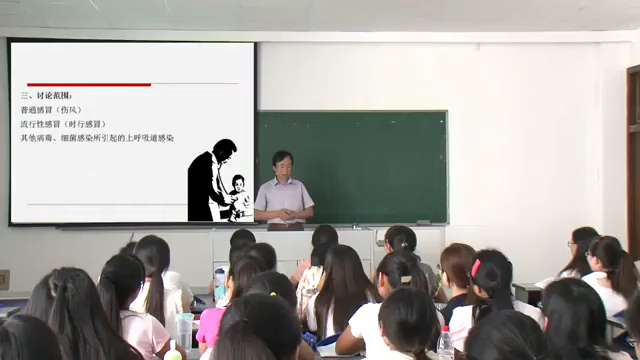 三、讨论范围：
普通感冒（伤风）
流行性感冒（时行感冒）
其他病毒、细菌感染所引起的上呼吸道感染